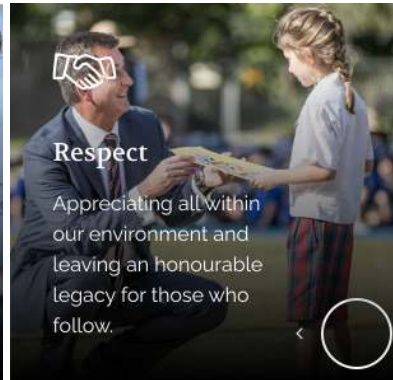 Respect
Appreciating all within
our environment and
leaving an honourable
legacy for those who
follow.